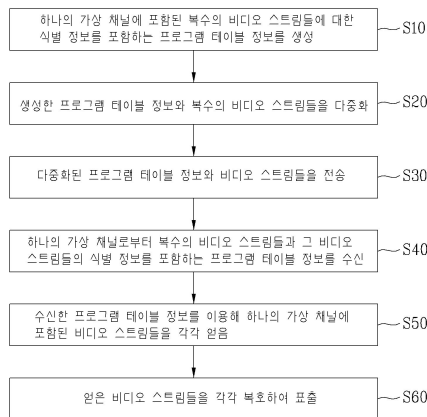 하나의 가상 채널에 포함된 복수의 비디오 스트림들에 대한
식별 정보를 포함하는 프로그램 테이블 정보를 생성
S10
생성한 프로그램 테이블 정보와 복수의 비디오 스트림들을 다중화
S20
다중화된 프로그램 테이블 정보와 비디오 스트림들을 전송
S30
하나의 가상 채널로부터 복수의 비디오 스트림들과 그 비디오
스트림들의 식별 정보를 포함하는 프로그램 테이블 정보를 수신
S40
수신한 프로그램 테이블 정보를 이용해 하나의 가상 채널에
포함된 비디오 스트림들을 각각 얻음
S50
얻은 비디오 스트림들을 각각 복호하여 표출
S60